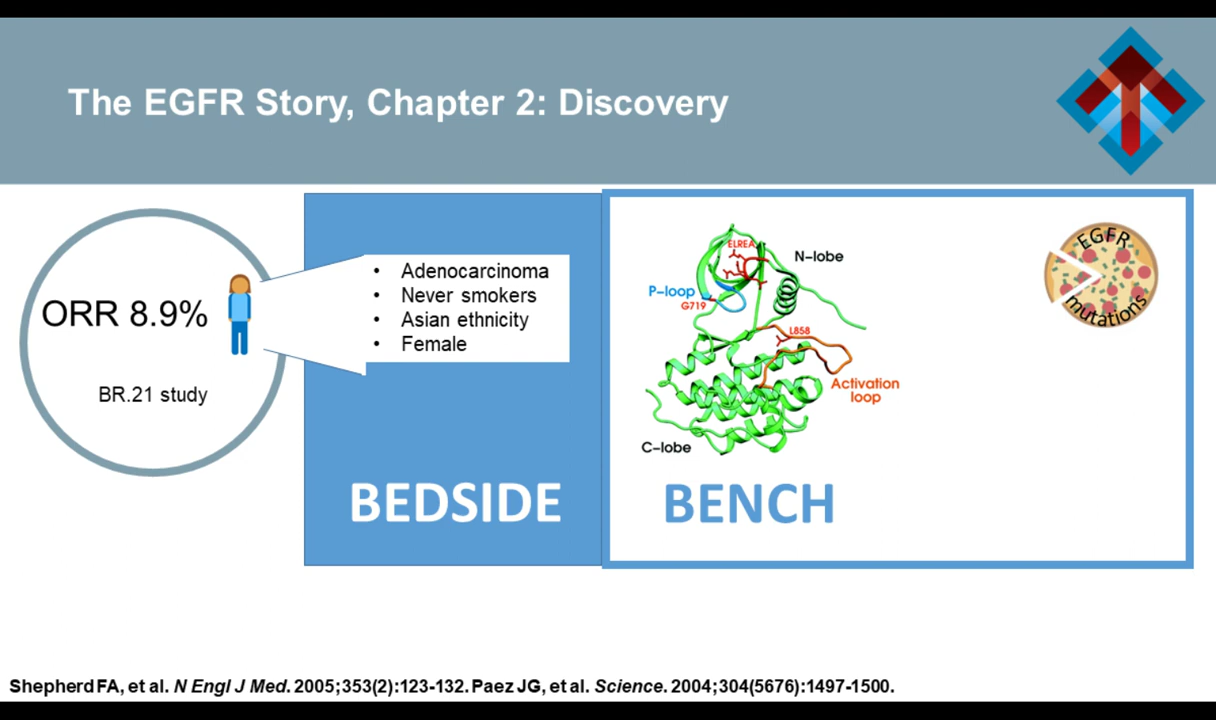 The EGFR Story, Chapter 2: Discovery
ORR 8.9%
BR.21 study
• Adenocarcinoma
• Never smokers
• Asian ethnicity
• Female
BEDSIDE
ELREA
N-lobe
P-loop
G719
L858
Activation
loop
C-lobe
BENCH
EGFR
mutations
Shepherd FA, et al. N Engl J Med. 2005;353(2):123-132. Paez JG, et al. Science. 2004;304(5676):1497-1500.